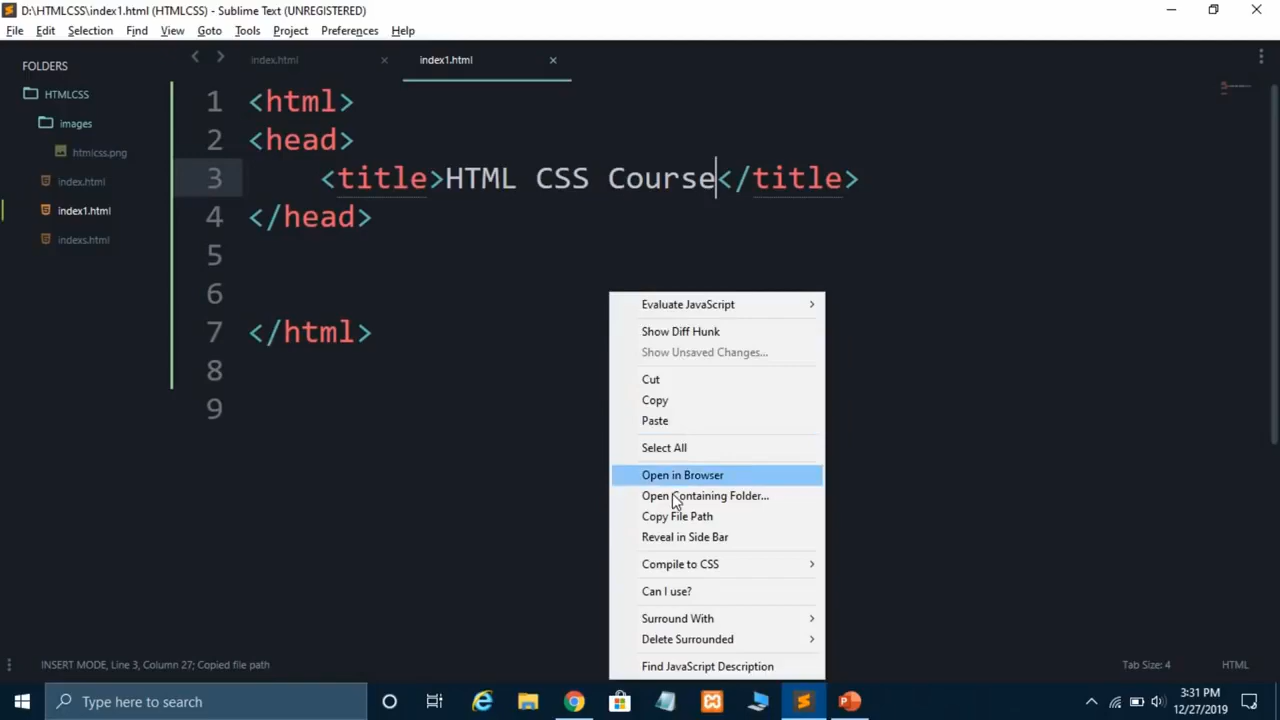 D:\HTMLCSS\index1.html (HTMLCSS) - Sublime Text (UNREGISTERED)
File Edit Selection Find View Goto Tools Project Preferences Help
FOLDERS
HTMLCSS
images
htmlcss.png
index.html
index1.html
indexs.html
index.html
index1.html
1 <html>
2 <head>
3 <title>HTML CSS Course</title>
4 </head>
5
6
7 </html>
8
9
Evaluate JavaScript
Show Diff Hunk
Show Unsaved Changes...
Cut
Copy
Paste
Select All
Open in Browser
Open Containing Folder...
Copy File Path
Reveal in Side Bar
Compile to CSS
Can I use?
Surround With
Delete Surrounded
Find JavaScript Description
INSERT MODE, Line 3, Column 27; Copied file path
Tab Size: 4
HTML
Type here to search
3:31 PM
12/27/2019